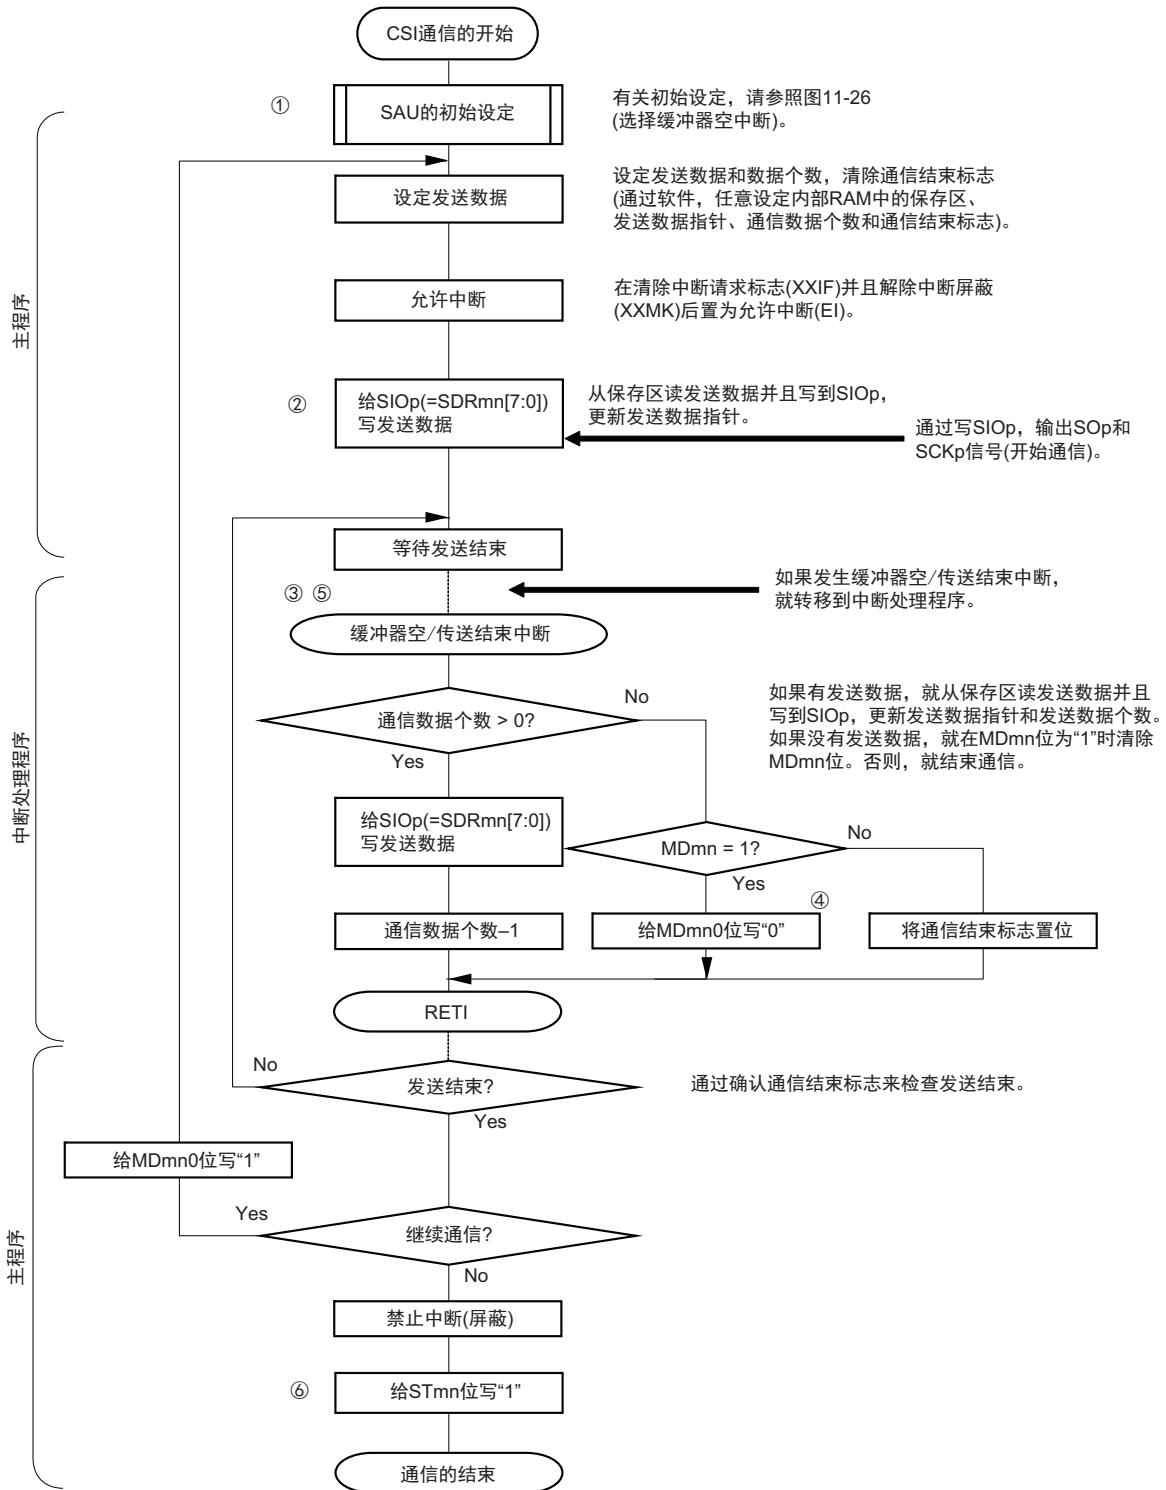 CSI通信的开始
①
SAU的初始设定
有关初始设定，请参照图11-26
(选择缓冲器空中断)。
设定发送数据
设定发送数据和数据个数，清除通信结束标志
(通过软件，任意设定内部RAM中的保存区、
发送数据指针、通信数据个数和通信结束标志)。
主程序
允许中断
在清除中断请求标志(XXIF)并且解除中断屏蔽
(XXMK)后置为允许中断(EI)。
②
给SIOp(=SDRmn[7:0])
写发送数据
从保存区读发送数据并且写到SIOp，
更新发送数据指针。
通过写SIOp，输出SOp和
SCKp信号(开始通信)。
等待发送结束
③ ⑤
如果发生缓冲器空/传送结束中断，
就转移到中断处理程序。
缓冲器空/传送结束中断
中断处理程序
通信数据个数 > 0?
No
Yes
如果有发送数据，就从保存区读发送数据并且
写到SIOp，更新发送数据指针和发送数据个数。
如果没有发送数据，就在MDmn位为“1”时清除
MDmn位。否则，就结束通信。
给SIOp(=SDRmn[7:0])
写发送数据
MDmn = 1?
No
Yes
④
通信数据个数–1
给MDmn0位写“0”
将通信结束标志置位
RETI
No
发送结束?
Yes
通过确认通信结束标志来检查发送结束。
给MDmn0位写“1”
主程序
Yes
继续通信?
No
禁止中断(屏蔽)
⑥
给STmn位写“1”
通信的结束